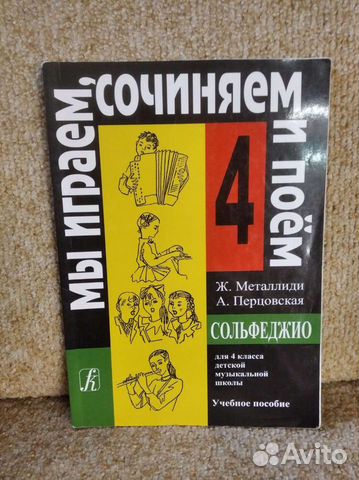 МЫ ИГРАЕМ,
СОЧИНЯЕМ
И ПОЁМ
4
Ж. Металлиди
А. Перцовская
СОЛЬФЕДЖИО
для 4 класса
детской
музыкальной
школы
Учебное пособие
Avito